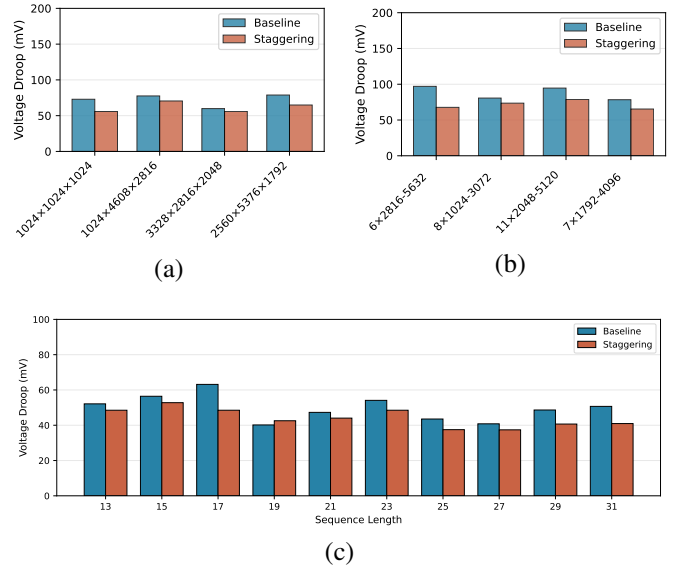 200
150
100
50
0
Voltage Droop (mV)
Baseline
Staggering
1024×1024×1024
1024×4608×2816
3328×2816×2048
2560×5376×1792
(a)
200
150
100
50
0
Voltage Droop (mV)
Baseline
Staggering
6×2816-5632
8×1024-3072
11×2048-5120
7×1792-4096
(b)
100
80
60
40
20
0
Voltage Droop (mV)
Baseline
Staggering
13 15 17 19 21 23 25 27 29 31
Sequence Length
(c)